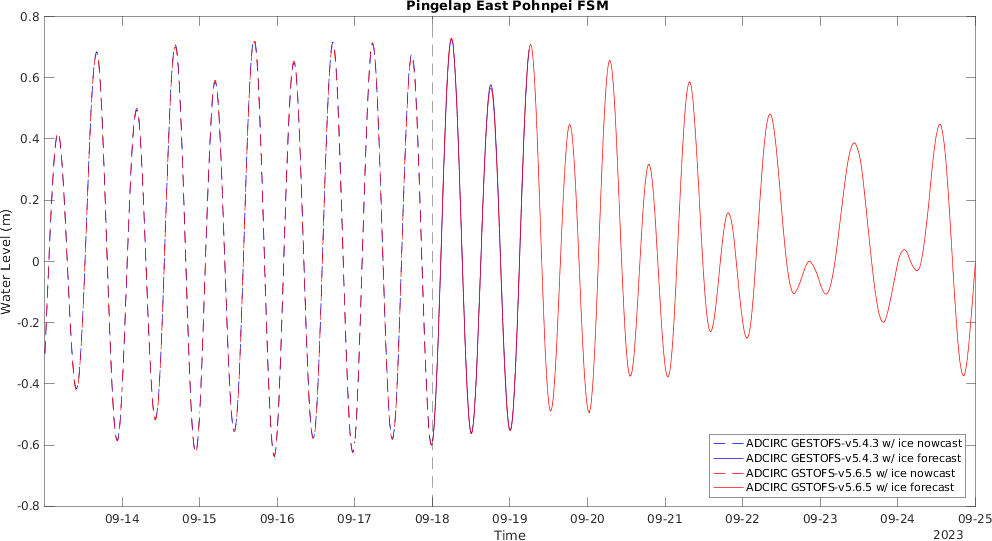 Pingelap East Pohnpei FSM
Water Level (m)
0.8
0.6
0.4
0.2
0
-0.2
-0.4
-0.6
-0.8
ADCIRC GESTOFS-v5.4.3 w/ ice nowcast
ADCIRC GESTOFS-v5.4.3 w/ ice forecast
ADCIRC GSTOFS-v5.6.5 w/ ice nowcast
ADCIRC GSTOFS-v5.6.5 w/ ice forecast
09-14 09-15 09-16 09-17 09-18 09-19 09-20 09-21 09-22 09-23 09-24 09-25
Time
2023